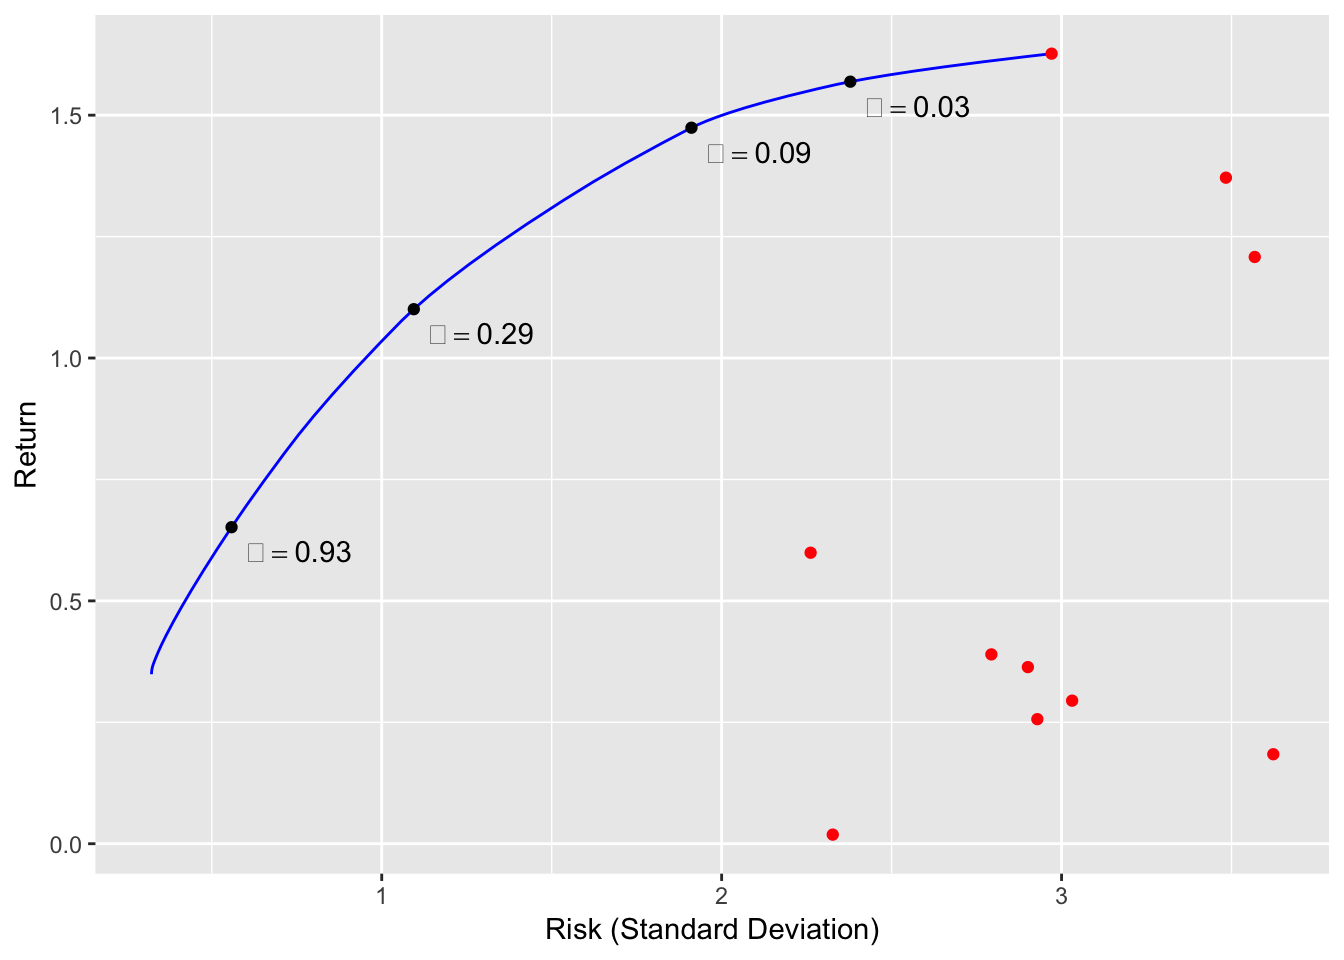 1.5
1.0
0.5
0.0
Return
□ = 0.03
□ = 0.09
□ = 0.29
□ = 0.93
1 2 3
Risk (Standard Deviation)